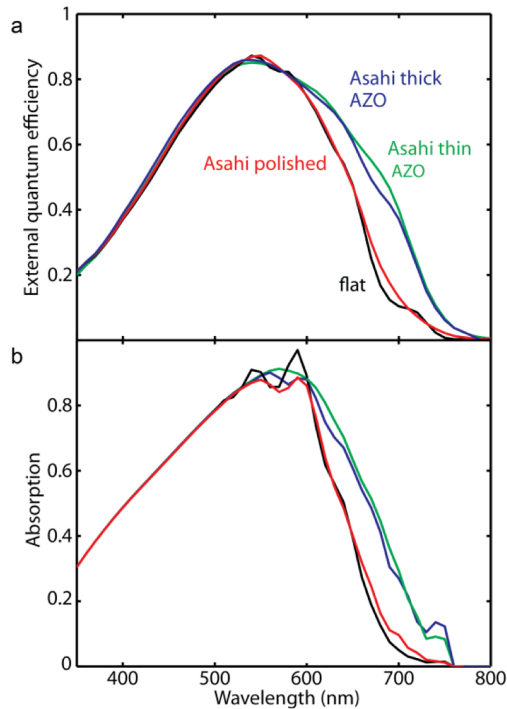 a
1
0.8
0.6
0.4
0.2
External quantum efficiency
Asahi thick
AZO
Asahi thin
AZO
Asahi polished
flat
b
0.8
0.6
0.4
0.2
0
Absorption
400
500
600
700
800
Wavelength (nm)